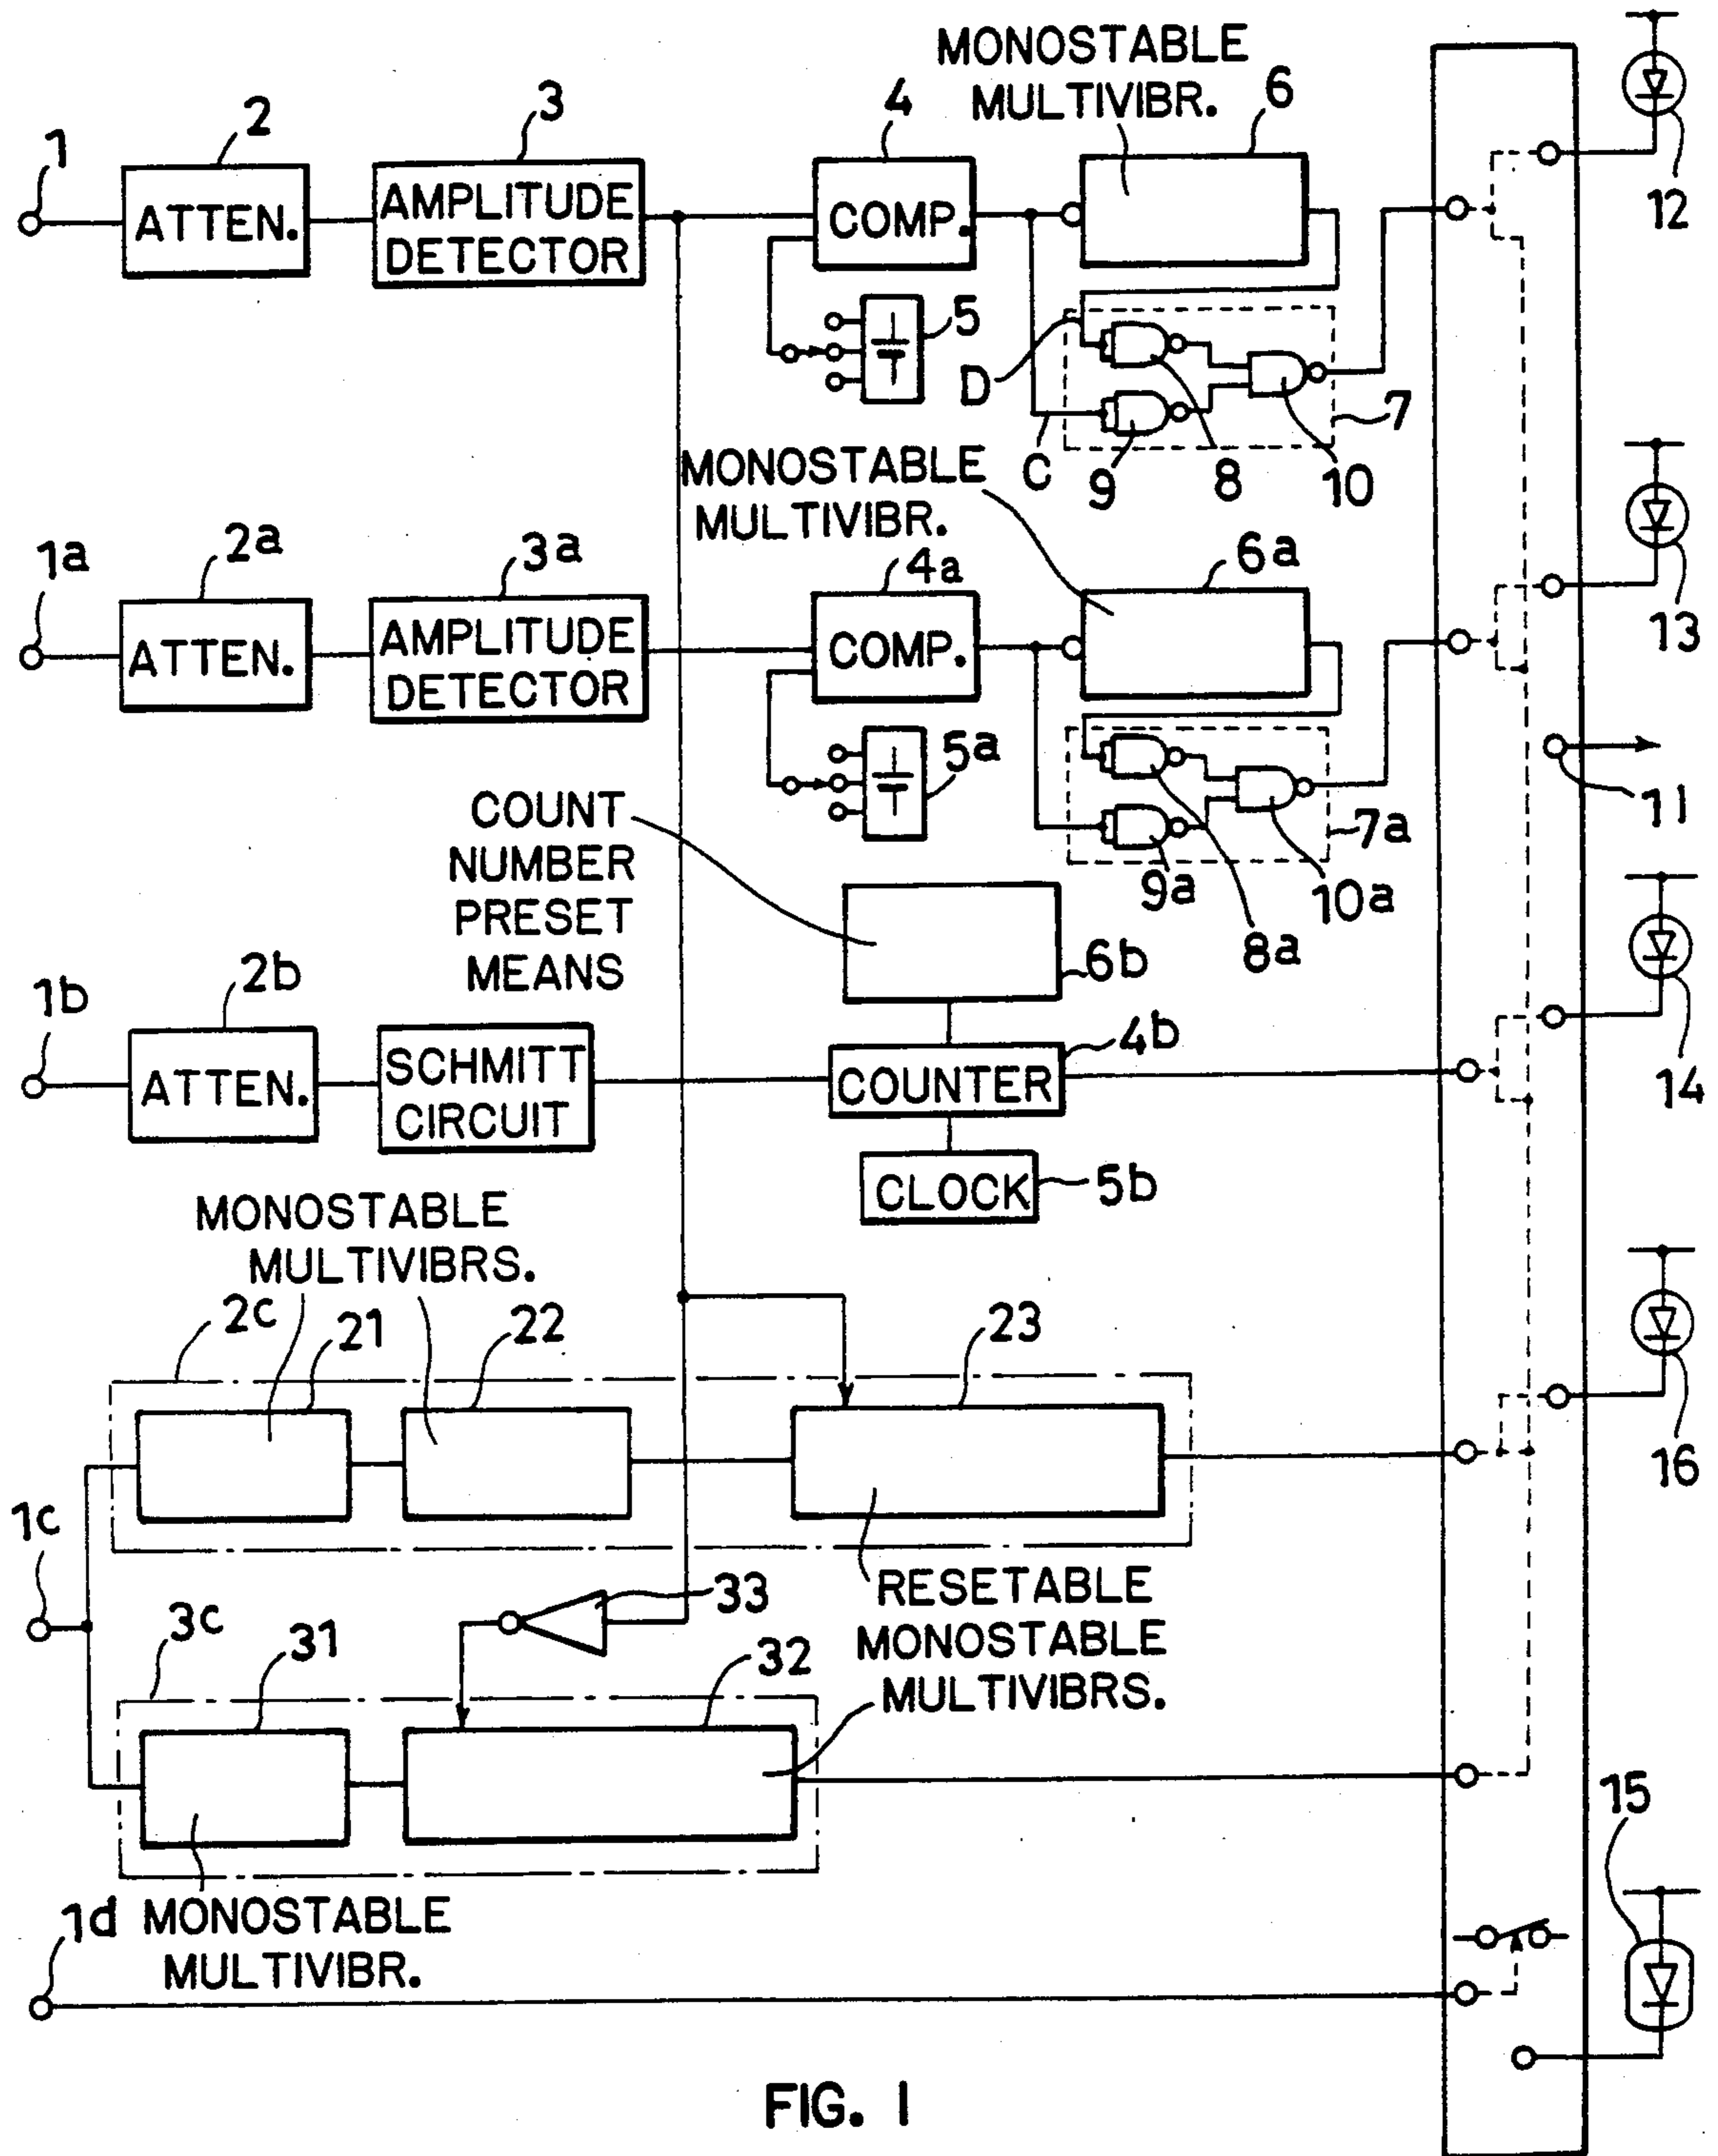 MONOSTABLE
MULTIVIBR.
1
2
3
4
6
ATTEN.
AMPLITUDE
DETECTOR
COMP.
5
12
D
C
9
8
10
7
MONOSTABLE
MULTIVIBR.
1a
2a
3a
4a
6a
ATTEN.
AMPLITUDE
DETECTOR
COMP.
13
5a
11
7a
9a
8a
10a
COUNT
NUMBER
PRESET
MEANS
6b
14
1b
2b
4b
ATTEN.
SCHMITT
CIRCUIT
COUNTER
CLOCK
5b
MONOSTABLE
MULTIVIBRS.
2c
21
22
23
16
1c
RESETABLE
MONOSTABLE
MULTIVIBRS.
33
3c
31
32
15
1d
MONOSTABLE
MULTIVIBR.
FIG. 1